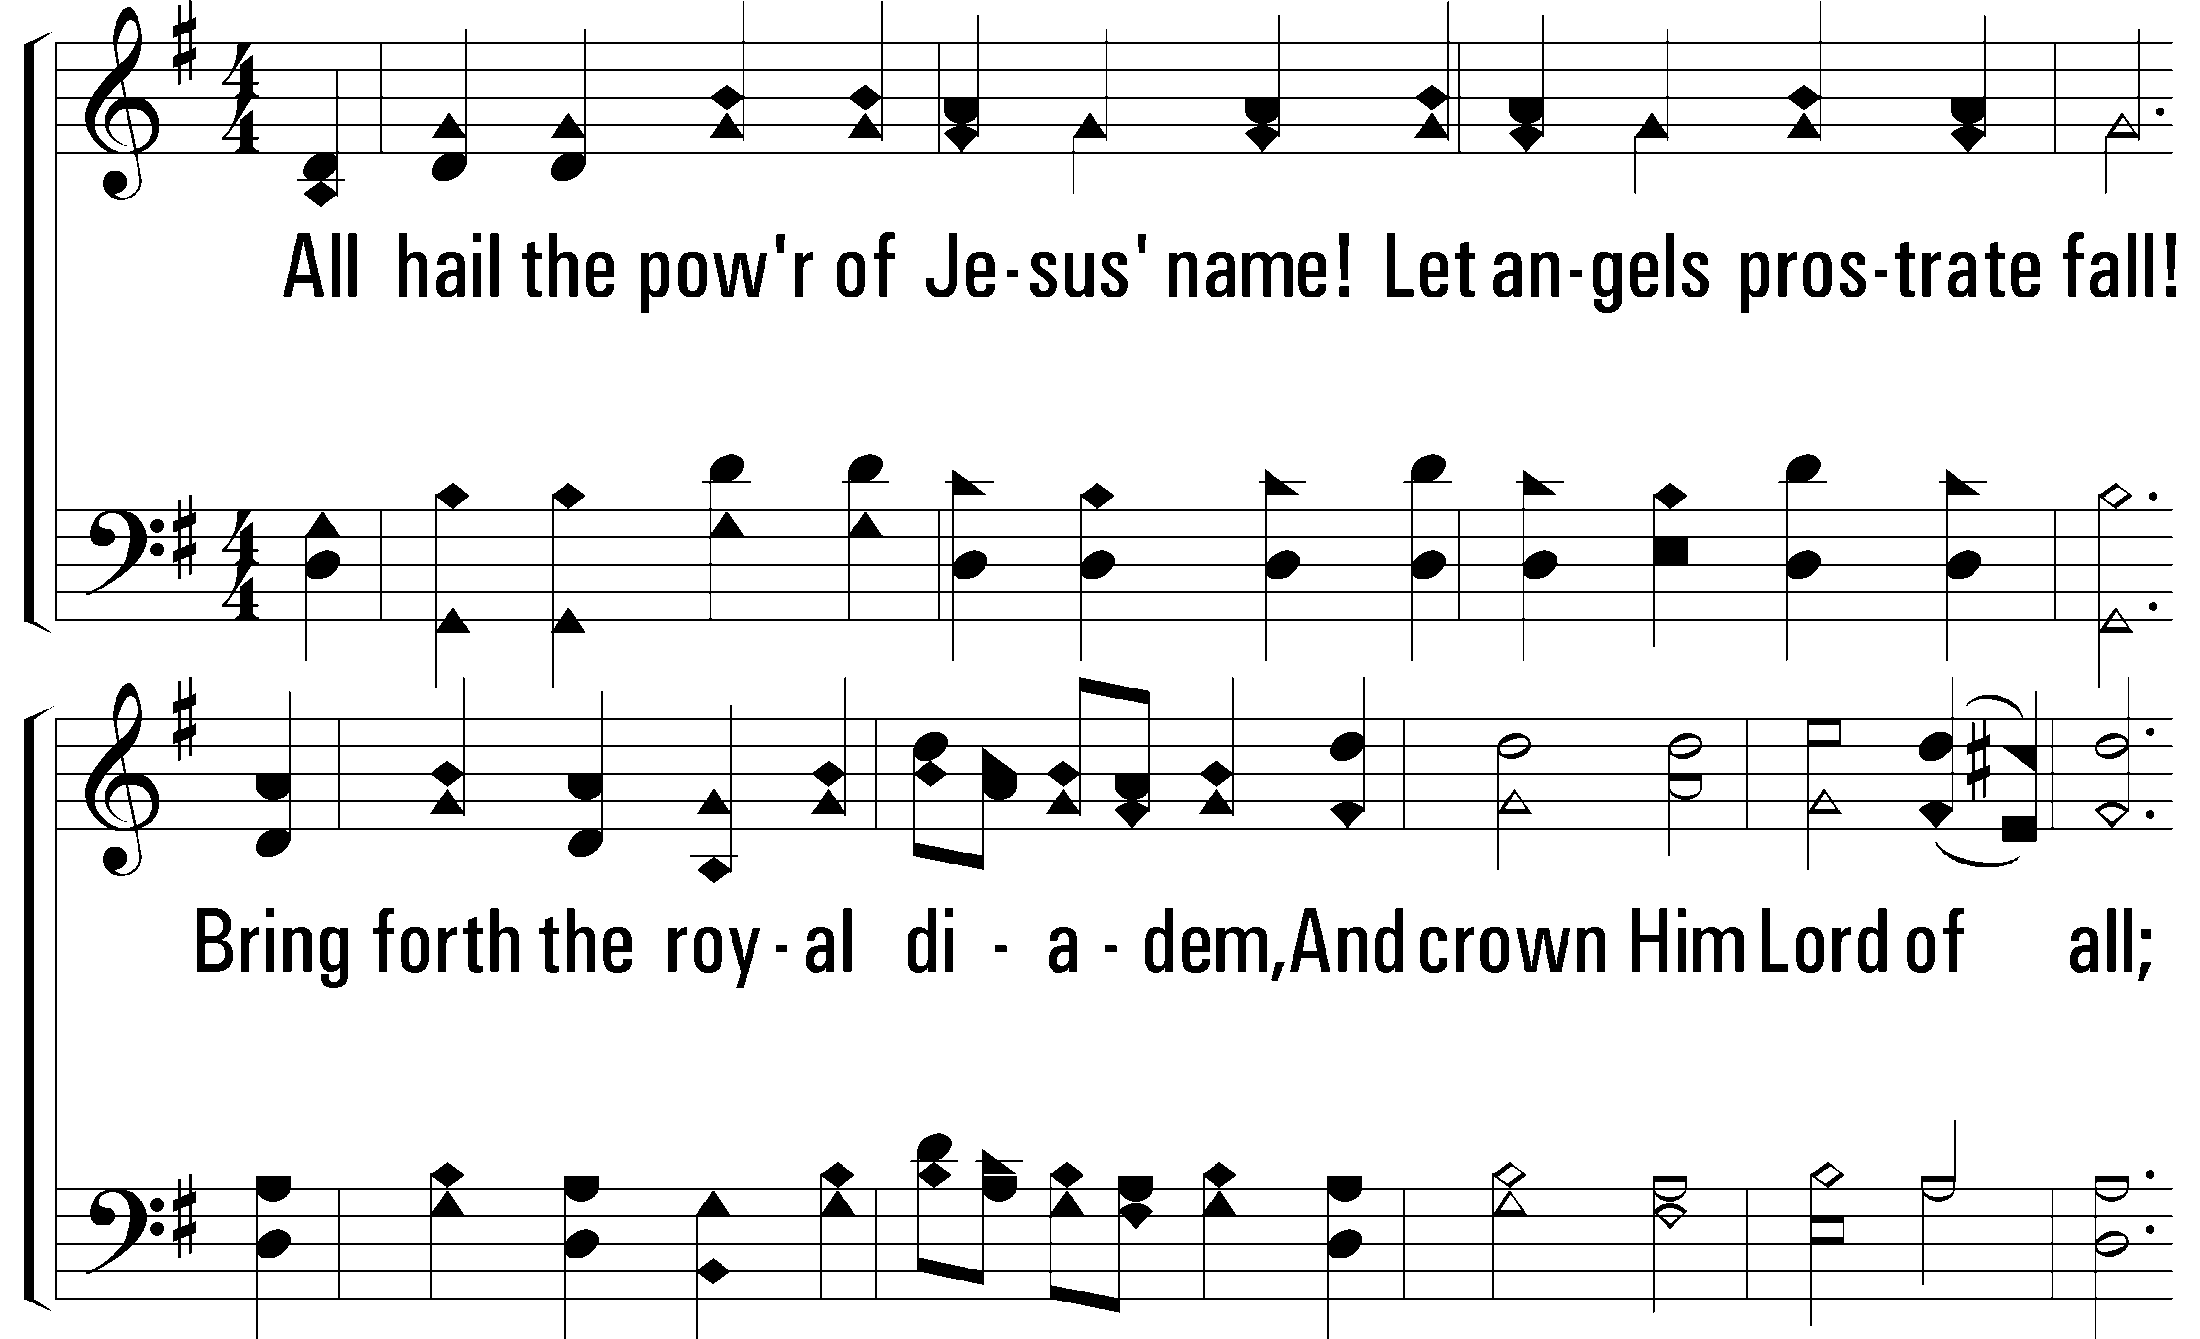 All hail the pow'r of Je-sus' name! Let an-gels pros-trate fall!
Bring forth the roy-al di - a - dem, And crown Him Lord of all;